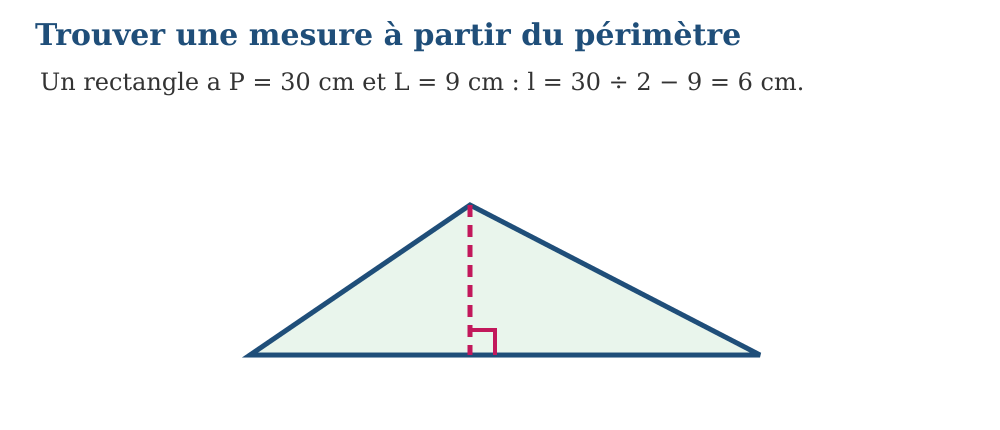 Trouver une mesure à partir du périmètre
Un rectangle a P = 30 cm et L = 9 cm : l = 30 ÷ 2 − 9 = 6 cm.